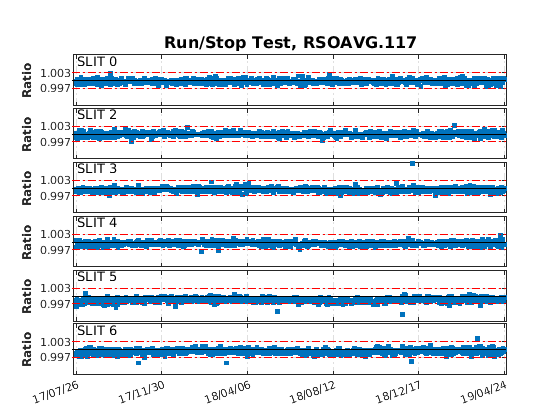 Run/Stop Test, RSOAVG.117
SLIT 0
1.003
0.997
Ratio
SLIT 2
1.003
0.997
Ratio
SLIT 3
1.003
0.997
Ratio
SLIT 4
1.003
0.997
Ratio
SLIT 5
1.003
0.997
Ratio
SLIT 6
1.003
0.997
Ratio
17/07/26 17/11/30 18/04/06 18/08/12 18/12/17 19/04/24